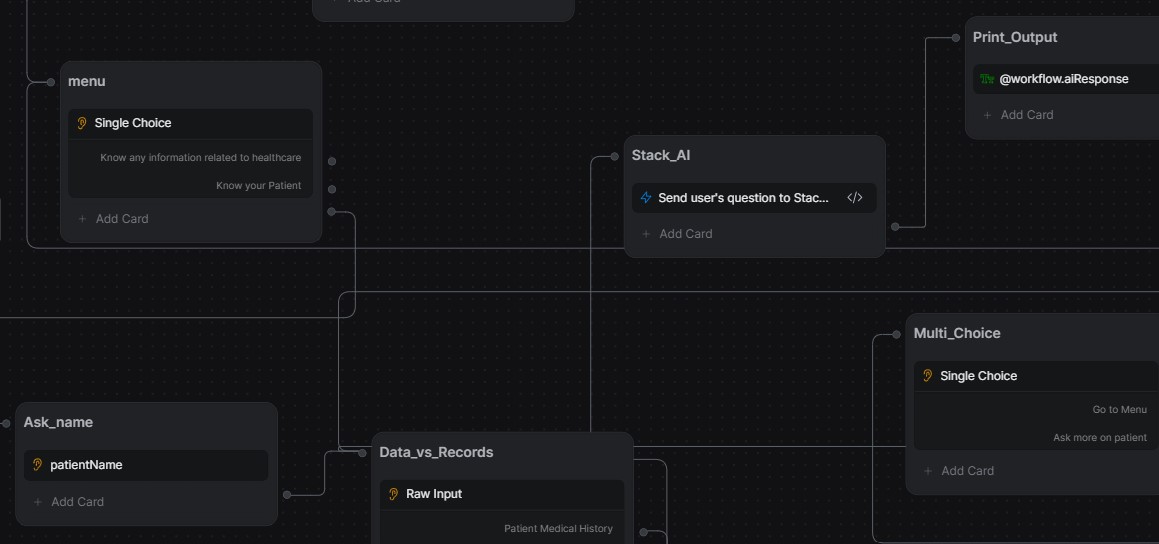 Add Card
menu
Single Choice
Know any information related to healthcare
Know your Patient
+ Add Card
Stack_AI
Send user's question to Stac... </>
+ Add Card
Print_Output
@workflow.aiResponse
+ Add Card
Multi_Choice
Single Choice
Go to Menu
Ask more on patient
+ Add Card
Ask_name
patientName
+ Add Card
Data_vs_Records
Raw Input
Patient Medical History